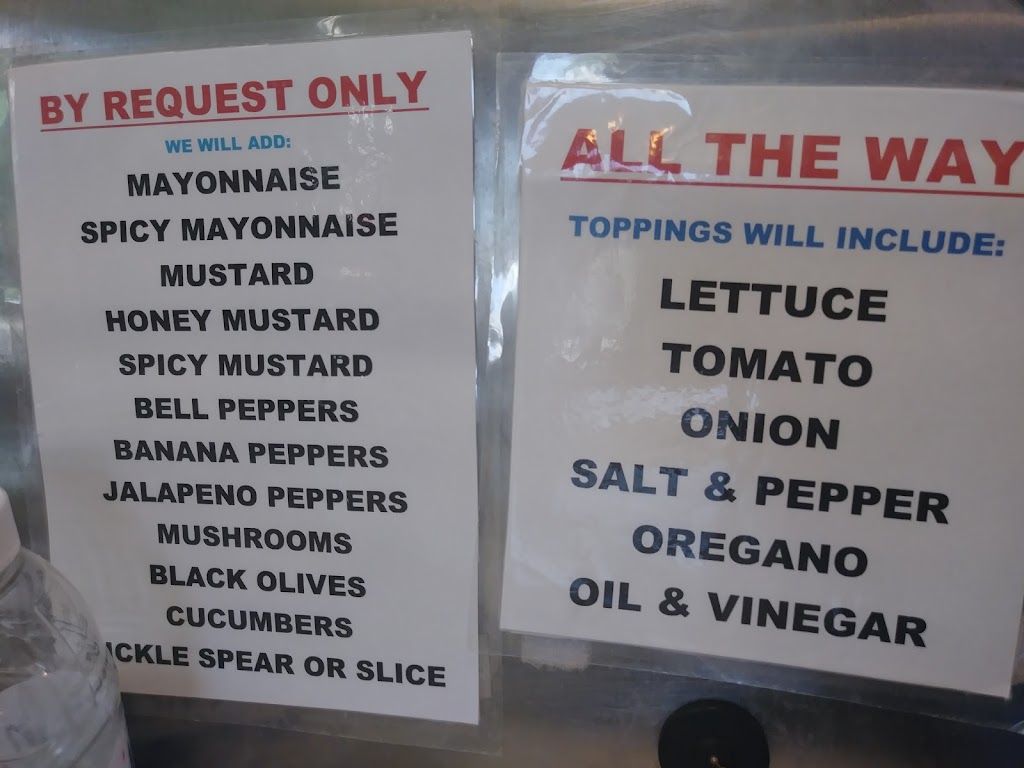 BY REQUEST ONLY
WE WILL ADD:
MAYONNAISE
SPICY MAYONNAISE
MUSTARD
HONEY MUSTARD
SPICY MUSTARD
BELL PEPPERS
BANANA PEPPERS
JALAPENO PEPPERS
MUSHROOMS
BLACK OLIVES
CUCUMBERS
ICKLE SPEAR OR SLICE
ALL THE WAY
TOPPINGS WILL INCLUDE:
LETTUCE
TOMATO
ONION
SALT & PEPPER
OREGANO
OIL & VINEGAR